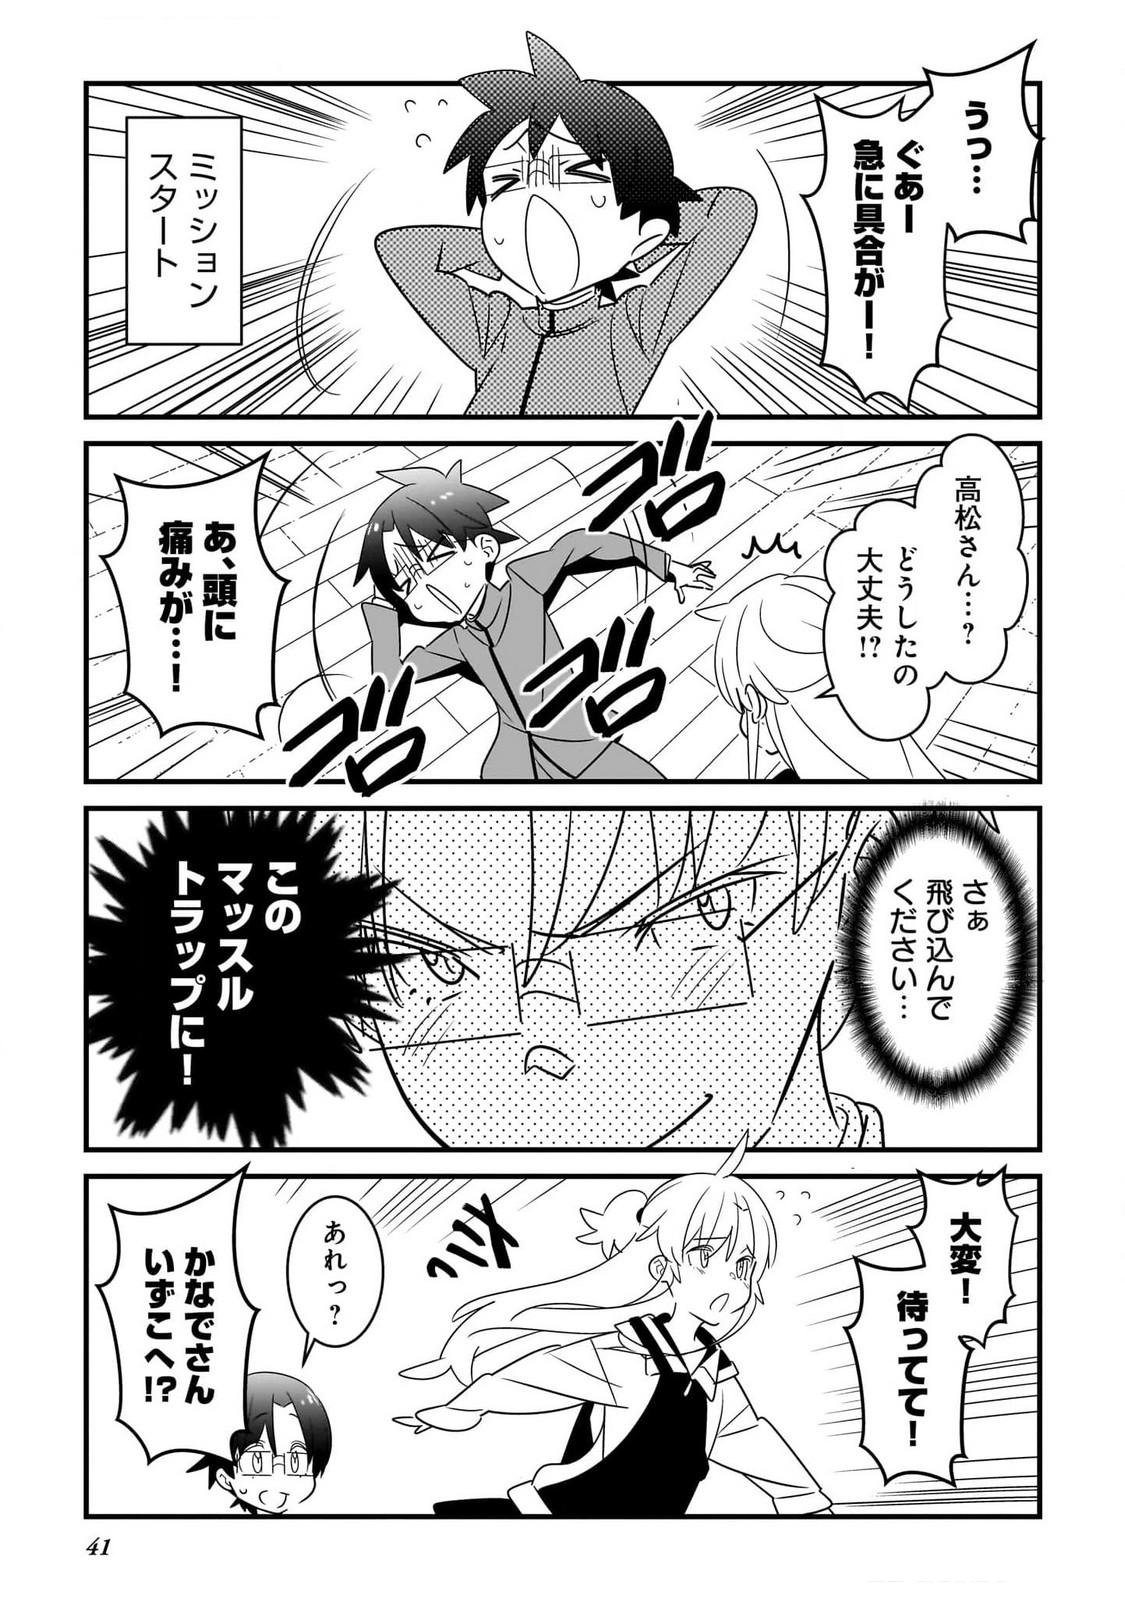 うっ…
ぐあー
急に具合がー！
ミッション
スタート
高松さん…？
どうしたの
大丈夫!?
ゴロ
ゴロ
ゴロ
あ、頭に
痛みが…！
さぁ
飛び込んで
ください…
この
マッスル
トラップに！
大変！
待ってて！
あれっ？
かなでさん
いずこへ!?
41